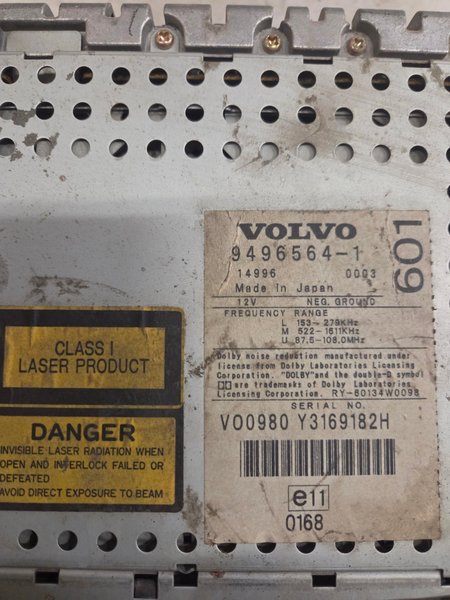 VOLVO
9496564-1
14996 0003
Made in Japan
601
12V NEG. GROUND
FREQUENCY RANGE
L 153~ 279KHz
M 522-1611KHz
U 87.5-108.0MHz
Dolby noise reduction manufactured under
license from Dolby Laboratories Licensing
Corporation. "DOLBY"and the double-D symbol
are trademarks of Dolby Laboratories
Licensing Corporation. RY-60134W0098
SERIAL NO.
V00980 Y3169182H
e11
0168
CLASS I
LASER PRODUCT
DANGER
INVISIBLE LASER RADIATION WHEN
OPEN AND INTERLOCK FAILED OR
DEFEATED
AVOID DIRECT EXPOSURE TO BEAM